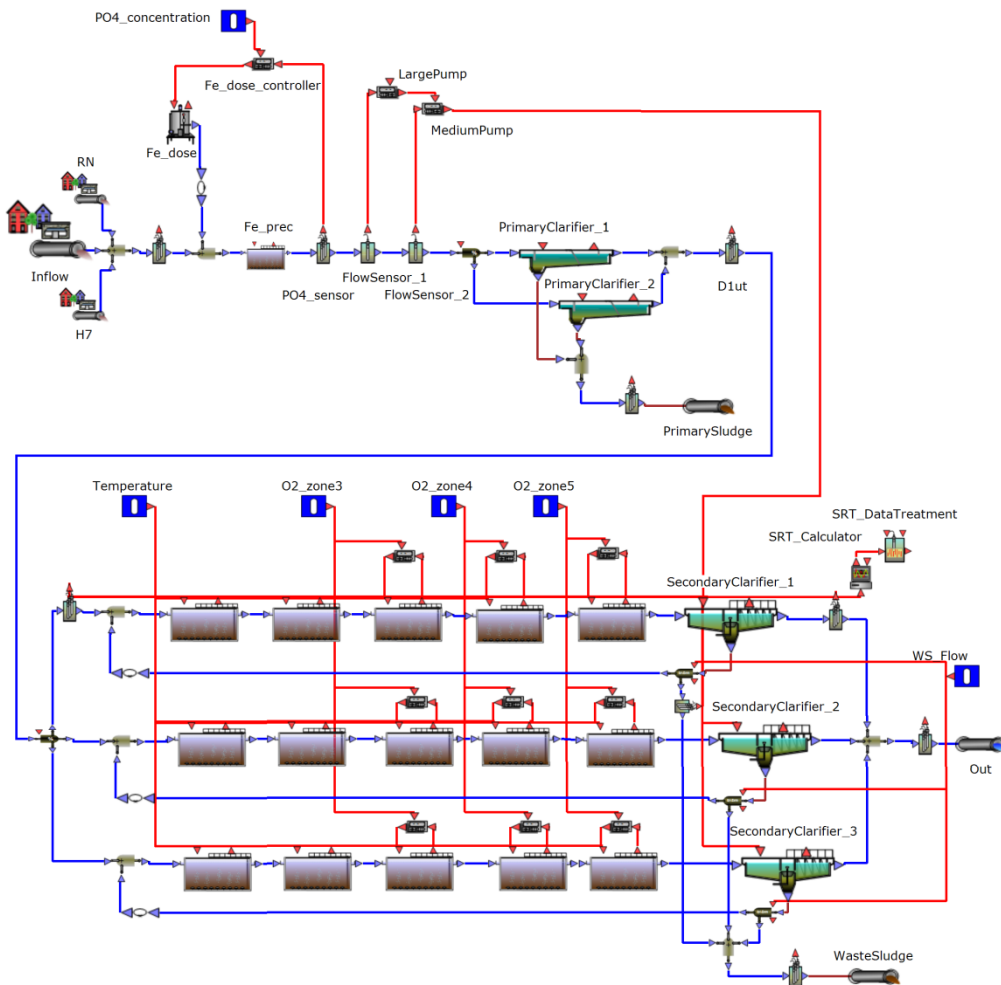 PO4_concentration
LargePump
Fe_dose_controller
MediumPump
Fe_dose
RN
Fe_prec
PrimaryClarifier_1
Inflow
FlowSensor_1
PrimaryClarifier_2
PO4_sensor
FlowSensor_2
D1ut
H7
PrimarySludge
Temperature
O2_zone3
O2_zone4
O2_zone5
SRT_DataTreatment
SRT_Calculator
SecondaryClarifier_1
WS_Flow
SecondaryClarifier_2
Out
SecondaryClarifier_3
WasteSludge